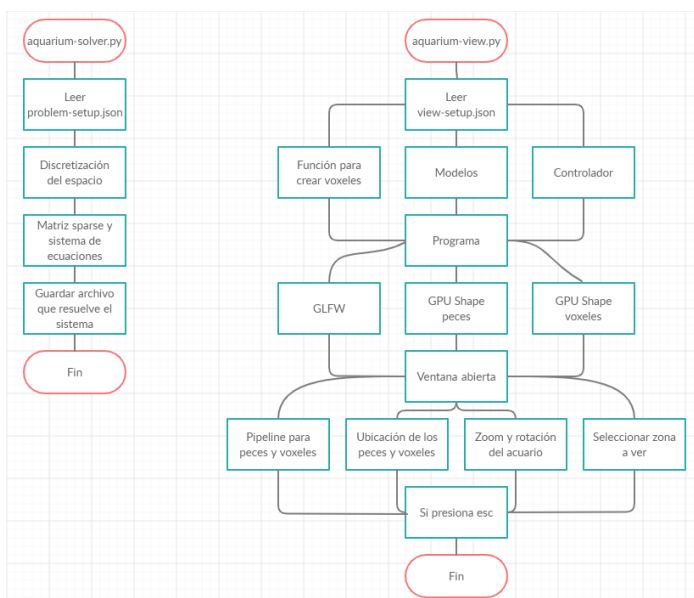 aquarium-solver.py
Leer
problem-setup.json
Discretización
del espacio
Matriz sparse y
sistema de
ecuaciones
Guardar archivo
que resuelve el
sistema
Fin
aquarium-view.py
Leer
view-setup.json
Función para
crear voxeles
Modelos
Controlador
Programa
GLFW
GPU Shape
peces
GPU Shape
voxeles
Ventana abierta
Pipeline para
peces y voxeles
Ubicación de los
peces y voxeles
Zoom y rotación
del acuario
Seleccionar zona
a ver
Si presiona esc
Fin